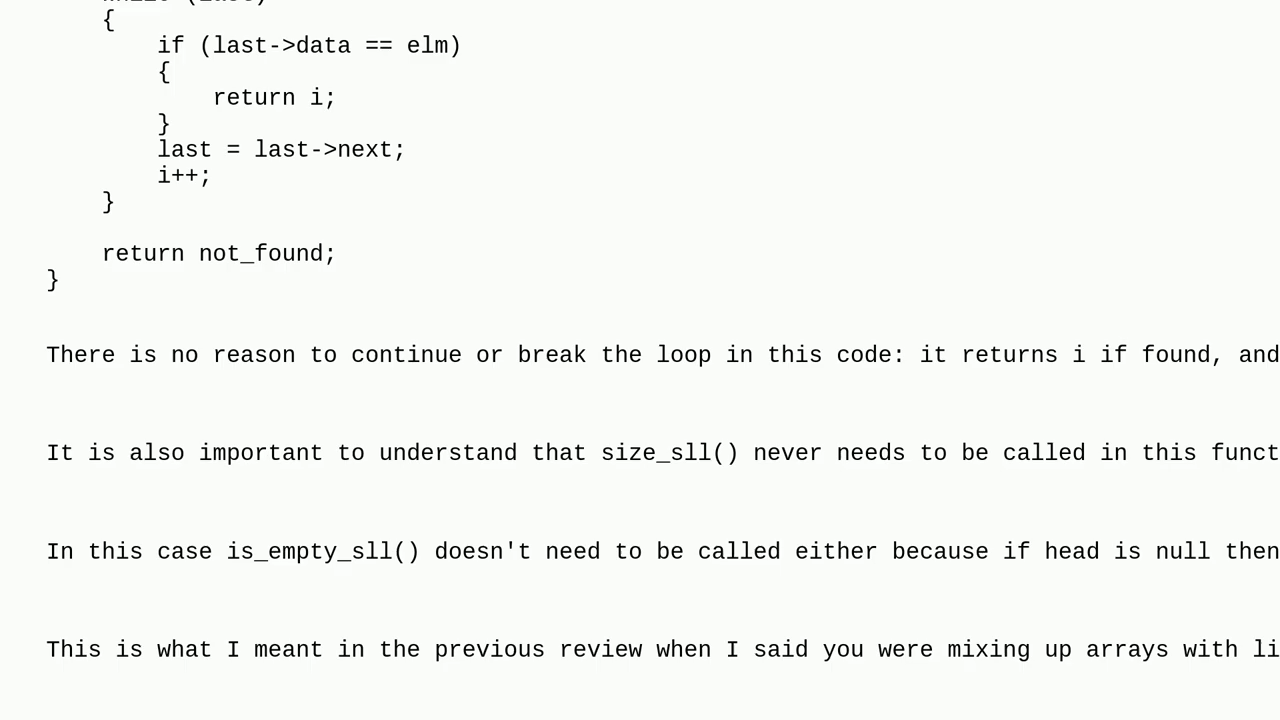 {
if (last->data == elm)
{
return i;
}
last = last->next;
i++;
}
return not_found;
}
There is no reason to continue or break the loop in this code: it returns i if found, and
It is also important to understand that size_sll() never needs to be called in this
In this case is_empty_sll() doesn't need to be called either because if head is null then
This is what I meant in the previous review when I said you were mixing up arrays with